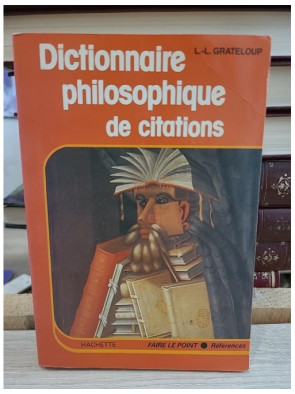 L.-L. GRATELOUP
Dictionnaire
philosophique
de citations
HACHETTE FAIRE LE POINT ● Références